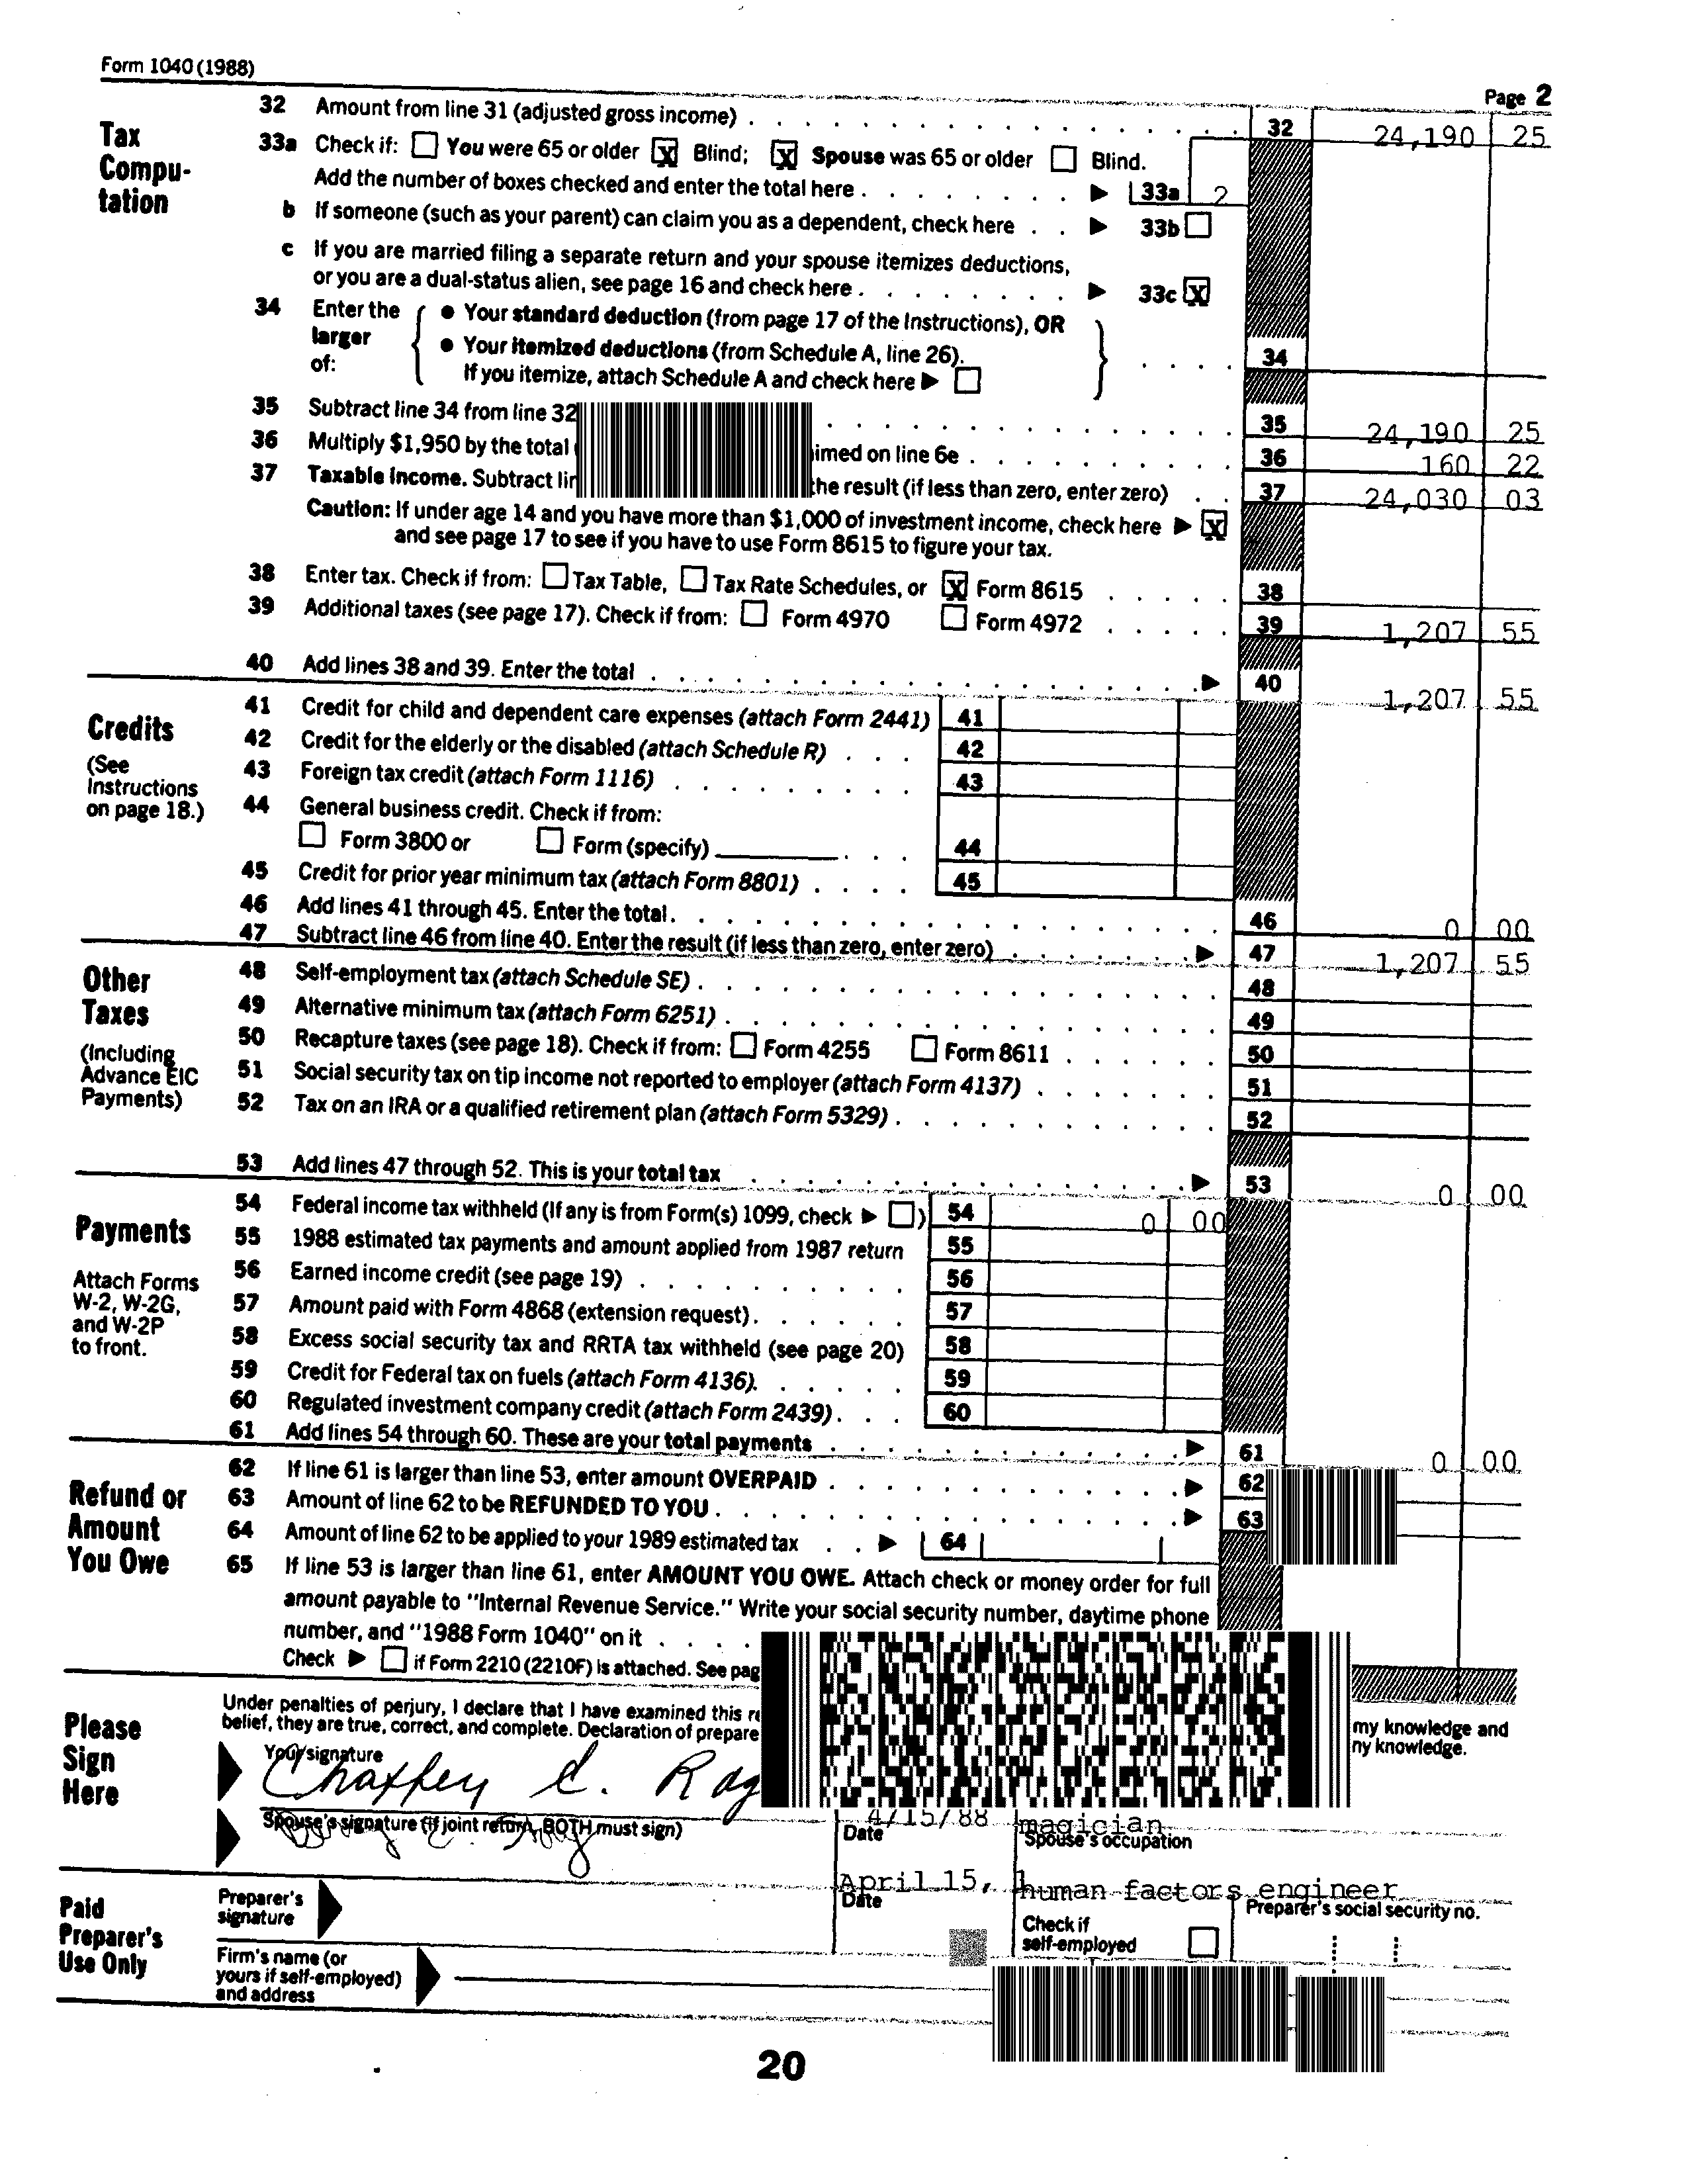 Form 1040 (1988)
Page 2
Tax Compu-
tation
32 Amount from line 31 (adjusted gross income) 32 24,190 25
33a Check if: You were 65 or older X Blind; X Spouse was 65 or older Blind.
Add the number of boxes checked and enter the total here 33a 2
b If someone (such as your parent) can claim you as a dependent, check here 33b
c If you are married filing a separate return and your spouse itemizes deductions,
or you are a dual-status alien, see page 16 and check here 33c X
34 Enter the larger of: • Your standard deduction (from page 17 of the Instructions), OR
• Your itemized deductions (from Schedule A, line 26).
If you itemize, attach Schedule A and check here 34
35 Subtract line 34 from line 32 35 24,190 25
36 Multiply $1,950 by the total imed on line 6e 36 160 22
37 Taxable income. Subtract lin the result (if less than zero, enter zero) 37 24,030 03
Caution: If under age 14 and you have more than $1,000 of investment income, check here X
and see page 17 to see if you have to use Form 8615 to figure your tax.
38 Enter tax. Check if from: Tax Table, Tax Rate Schedules, or X Form 8615 38
39 Additional taxes (see page 17). Check if from: Form 4970 Form 4972 39 1,207 55
40 Add lines 38 and 39. Enter the total 40 1,207 55
Credits
(See
Instructions
on page 18.)
41 Credit for child and dependent care expenses (attach Form 2441) 41
42 Credit for the elderly or the disabled (attach Schedule R) 42
43 Foreign tax credit (attach Form 1116) 43
44 General business credit. Check if from:
Form 3800 or Form (specify) 44
45 Credit for prior year minimum tax (attach Form 8801) 45
46 Add lines 41 through 45. Enter the total 46 0 00
47 Subtract line 46 from line 40. Enter the result (if less than zero, enter zero) 47 1,207 55
Other
Taxes
(Including
Advance EIC
Payments)
48 Self-employment tax (attach Schedule SE) 48
49 Alternative minimum tax (attach Form 6251) 49
50 Recapture taxes (see page 18). Check if from: Form 4255 Form 8611 50
51 Social security tax on tip income not reported to employer (attach Form 4137) 51
52 Tax on an IRA or a qualified retirement plan (attach Form 5329) 52
53 Add lines 47 through 52. This is your total tax 53 0 00
Payments
Attach Forms
W-2, W-2G,
and W-2P
to front.
54 Federal income tax withheld (If any is from Form(s) 1099, check ) 54 0 00
55 1988 estimated tax payments and amount applied from 1987 return 55
56 Earned income credit (see page 19) 56
57 Amount paid with Form 4868 (extension request) 57
58 Excess social security tax and RRTA tax withheld (see page 20) 58
59 Credit for Federal tax on fuels (attach Form 4136) 59
60 Regulated investment company credit (attach Form 2439) 60
61 Add lines 54 through 60. These are your total payments 61 0 00
Refund or
Amount
You Owe
62 If line 61 is larger than line 53, enter amount OVERPAID 62
63 Amount of line 62 to be REFUNDED TO YOU 63
64 Amount of line 62 to be applied to your 1989 estimated tax 64
65 If line 53 is larger than line 61, enter AMOUNT YOU OWE. Attach check or money order for full
amount payable to "Internal Revenue Service." Write your social security number, daytime phone
number, and "1988 Form 1040" on it
Check if Form 2210 (2210F) is attached. See pag
Please
Sign
Here
Under penalties of perjury, I declare that I have examined this re my knowledge and
belief, they are true, correct, and complete. Declaration of prepare ny knowledge.
Your signature
4/15/88 magician
Spouse's signature (if joint return, BOTH must sign) Date Spouse's occupation
April 15, human factors engineer
Paid
Preparer's
Use Only
Preparer's
signature
Date
Check if
self-employed
Preparer's social security no.
Firm's name (or
yours if self-employed)
and address
20